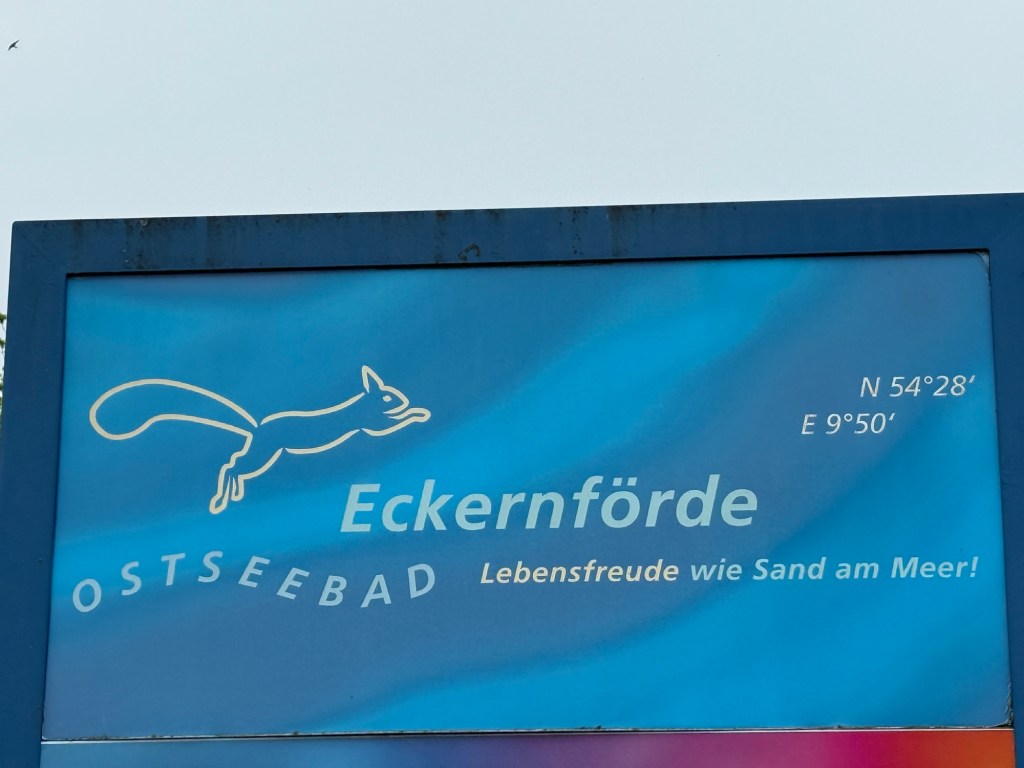 N 54°28‘
E 9°50‘
Eckernförde
OSTSEEBAD
Lebensfreude wie Sand am Meer!